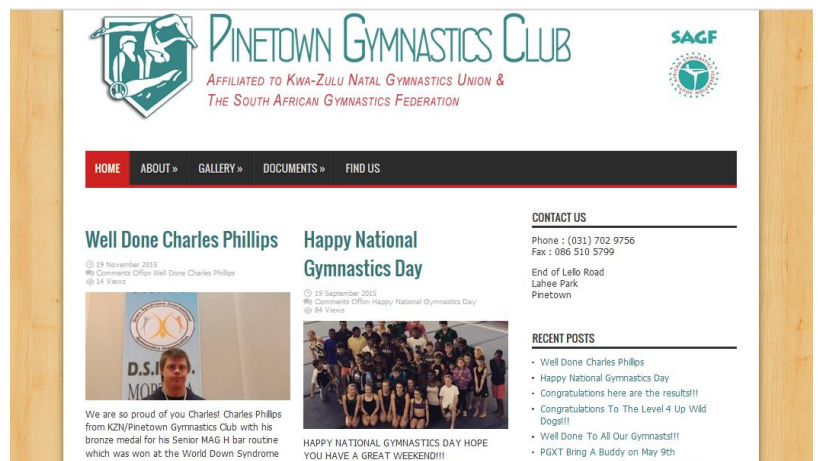 PINETOWN GYMNASTICS CLUB
AFFILIATED TO KWA-ZULU NATAL GYMNASTICS UNION &
THE SOUTH AFRICAN GYMNASTICS FEDERATION
SAGF
HOME
ABOUT »
GALLERY »
DOCUMENTS »
FIND US
Well Done Charles Phillips
19 November 2015
Comments Offon Well Done Charles Phillips
14 Views
D.S.I
We are so proud of you Charles! Charles Phillips
from KZN/Pinetown Gymnastics Club with his
bronze medal for his Senior MAG H bar routine
which was won at the World Down Syndrome
Happy National
Gymnastics Day
19 September 2015
Comments Offon Happy National Gymnastics Day
84 Views
HAPPY NATIONAL GYMNASTICS DAY HOPE
YOU HAVE A GREAT WEEKEND!!!
CONTACT US
Phone : (031) 702 9756
Fax : 086 510 5799
End of Lello Road
Lahee Park
Pinetown
RECENT POSTS
Well Done Charles Phillips
Happy National Gymnastics Day
Congratulations here are the results!!!
Congratulations To The Level 4 Up Wild
Dogs!!!
Well Done To All Our Gymnasts!!!
PGXT Bring A Buddy on May 9th